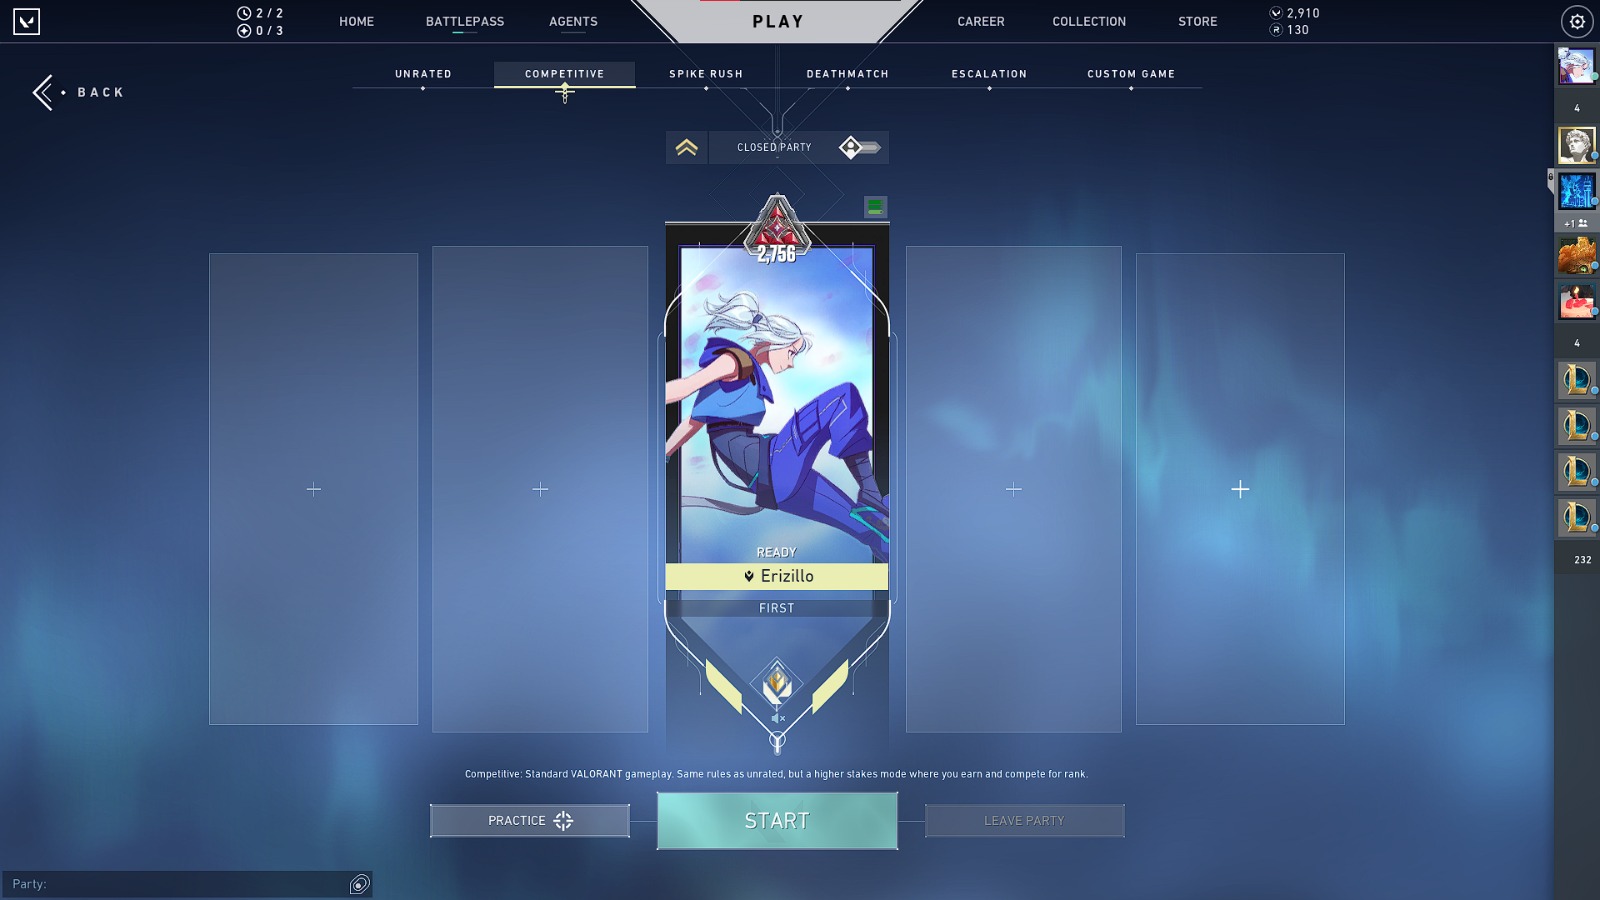 2 / 2
0 / 3
HOME
BATTLEPASS
AGENTS
PLAY
CAREER
COLLECTION
STORE
2,910
130
BACK
UNRATED
COMPETITIVE
SPIKE RUSH
DEATHMATCH
ESCALATION
CUSTOM GAME
CLOSED PARTY
2,756
READY
Erizillo
FIRST
Competitive: Standard VALORANT gameplay. Same rules as unrated, but a higher stakes mode where you earn and compete for rank.
PRACTICE
START
LEAVE PARTY
Party:
4
+1
4
232